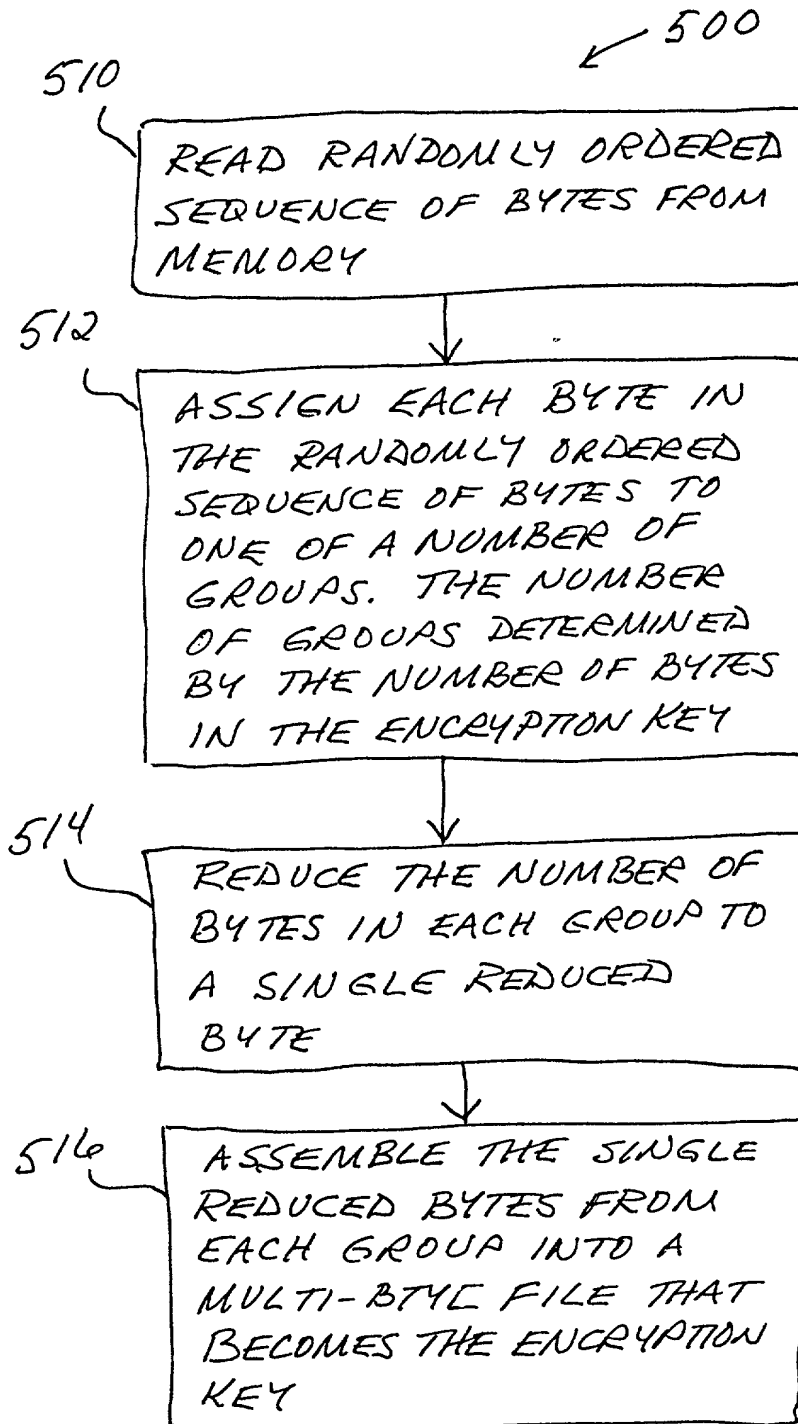 500
510
READ RANDOMLY ORDERED
SEQUENCE OF BYTES FROM
MEMORY
512
ASSIGN EACH BYTE IN
THE RANDOMLY ORDERED
SEQUENCE OF BYTES TO
ONE OF A NUMBER OF
GROUPS. THE NUMBER
OF GROUPS DETERMINED
BY THE NUMBER OF BYTES
IN THE ENCRYPTION KEY
514
REDUCE THE NUMBER OF
BYTES IN EACH GROUP TO
A SINGLE REDUCED
BYTE
516
ASSEMBLE THE SINGLE
REDUCED BYTES FROM
EACH GROUP INTO A
MULTI-BTYE FILE THAT
BECOMES THE ENCRYPTION
KEY